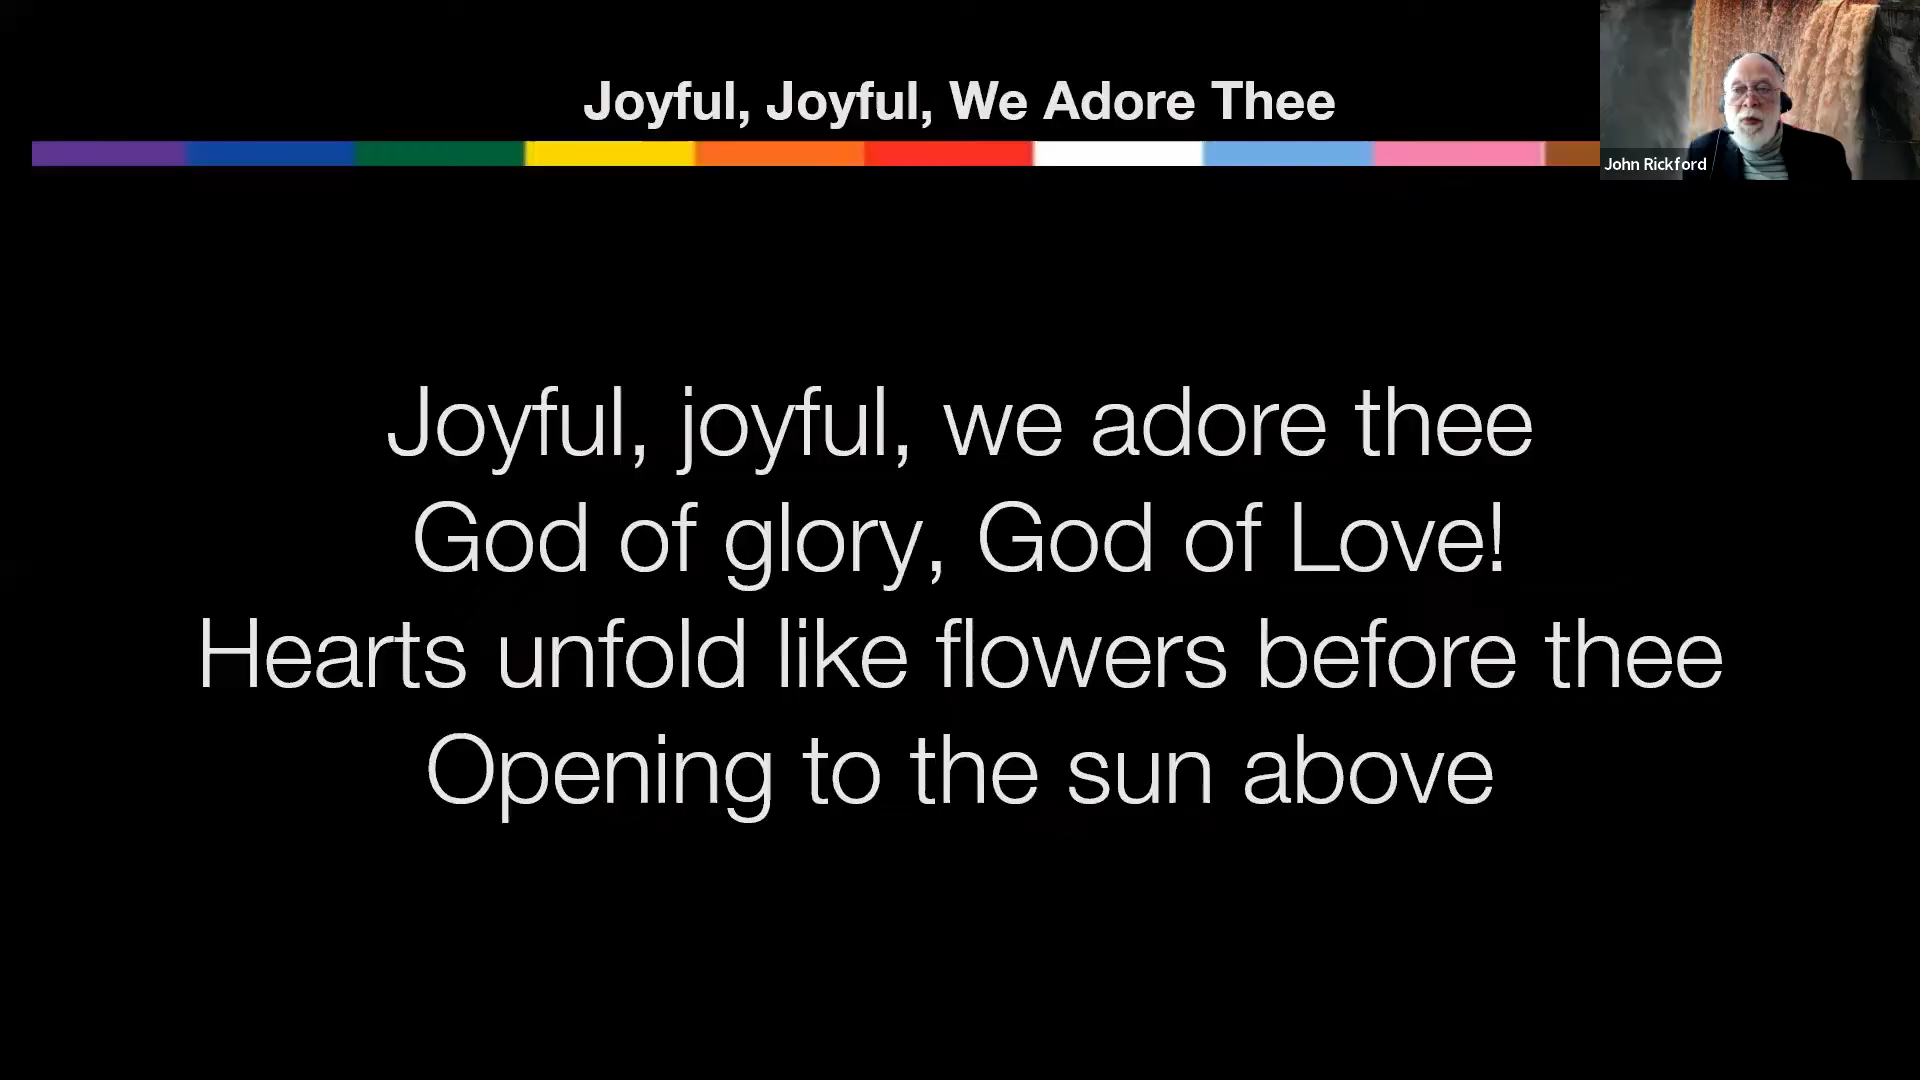 Joyful, Joyful, We Adore Thee
John Rickford
Joyful, joyful, we adore thee
God of glory, God of Love!
Hearts unfold like flowers before thee
Opening to the sun above